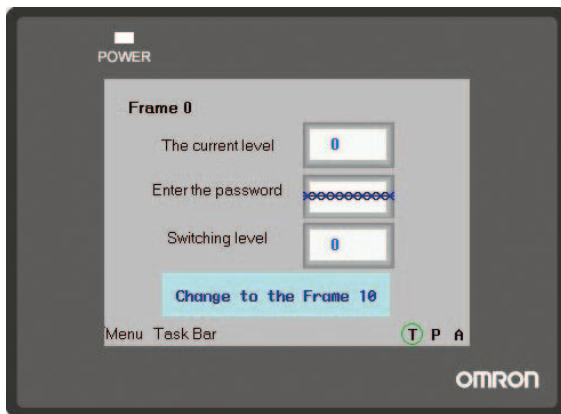 POWER
Frame 0
The current level 0
Enter the password
Switching level 0
Change to the Frame 10
Menu Task Bar T P A
OMRON